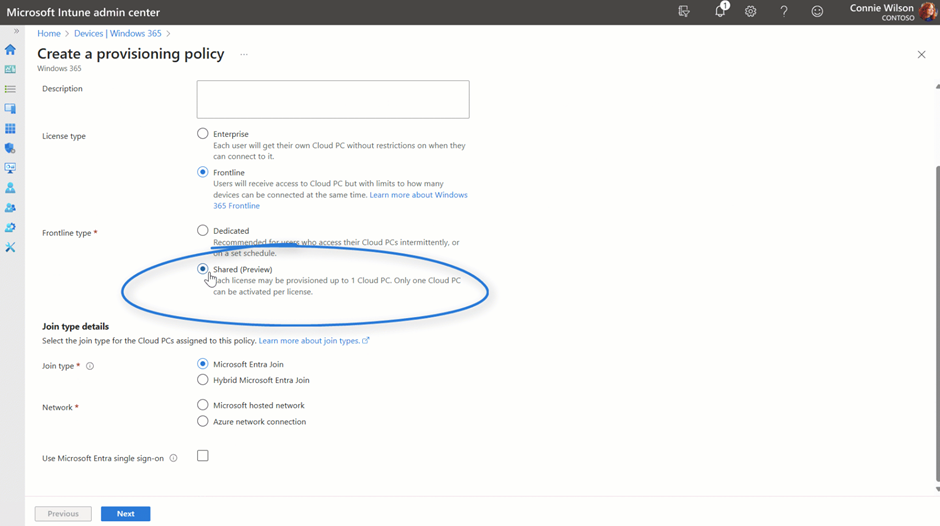 Microsoft Intune admin center
1
Connie Wilson
CONTOSO
Home > Devices | Windows 365 >
Create a provisioning policy ...
Windows 365
Description
License type
Enterprise
Each user will get their own Cloud PC without restrictions on when they
can connect to it.
Frontline
Users will receive access to Cloud PC but with limits to how many
devices can be connected at the same time. Learn more about Windows
365 Frontline
Frontline type *
Dedicated
Recommended for users who access their Cloud PCs intermittently, or
on a set schedule.
Shared (Preview)
Each license may be provisioned up to 1 Cloud PC. Only one Cloud PC
can be activated per license.
Join type details
Select the join type for the Cloud PCs assigned to this policy. Learn more about join types.
Join type *
Microsoft Entra Join
Hybrid Microsoft Entra Join
Network *
Microsoft hosted network
Azure network connection
Use Microsoft Entra single sign-on
Previous
Next